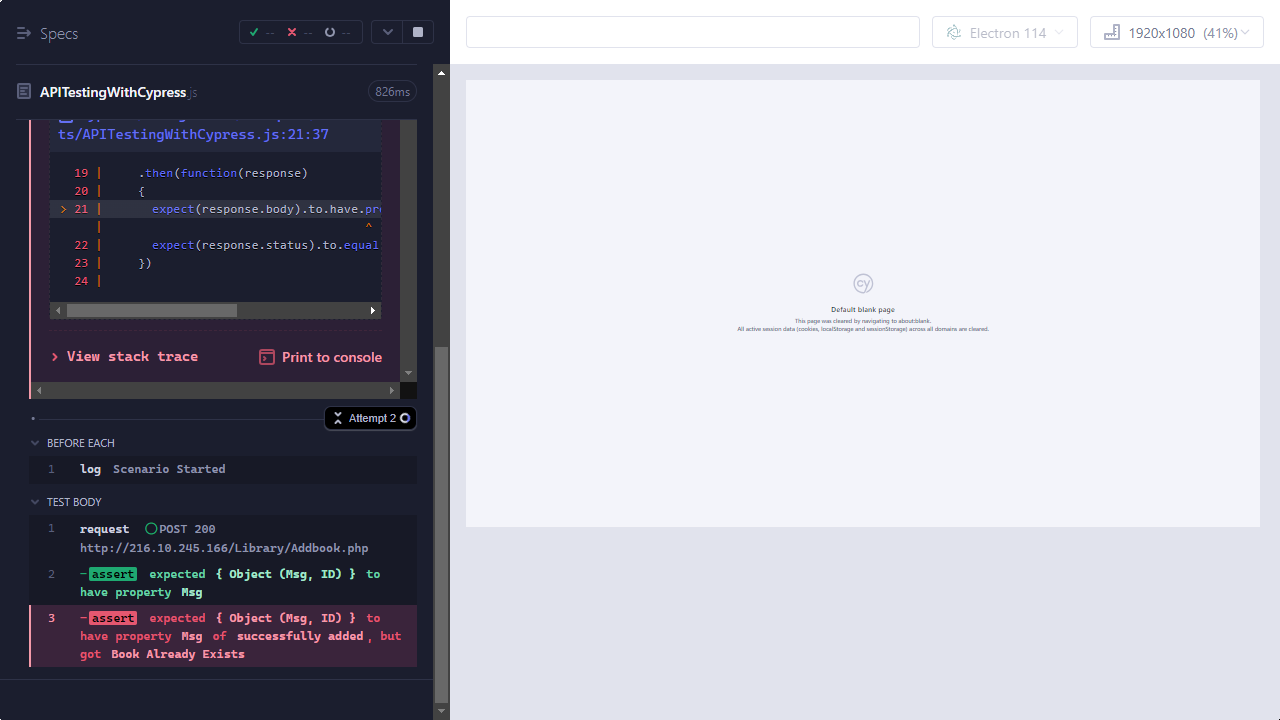 Specs
--
--
--
Electron 114
1920x1080 (41%)
APITestingWithCypress.js
826ms
ts/APITestingWithCypress.js:21:37
19 | .then(function(response)
20 | {
> 21 | expect(response.body).to.have.pr
| ^
22 | expect(response.status).to.equal
23 | })
24 |
View stack trace
Print to console
Attempt 2
BEFORE EACH
1 log Scenario Started
TEST BODY
1 request POST 200
http://216.10.245.166/Library/Addbook.php
2 -assert expected { Object (Msg, ID) } to
have property Msg
3 -assert expected { Object (Msg, ID) } to
have property Msg of successfully added, but
got Book Already Exists
cy
Default blank page
This page was cleared by navigating to about:blank.
All active session data (cookies, localStorage and sessionStorage) across all domains are cleared.